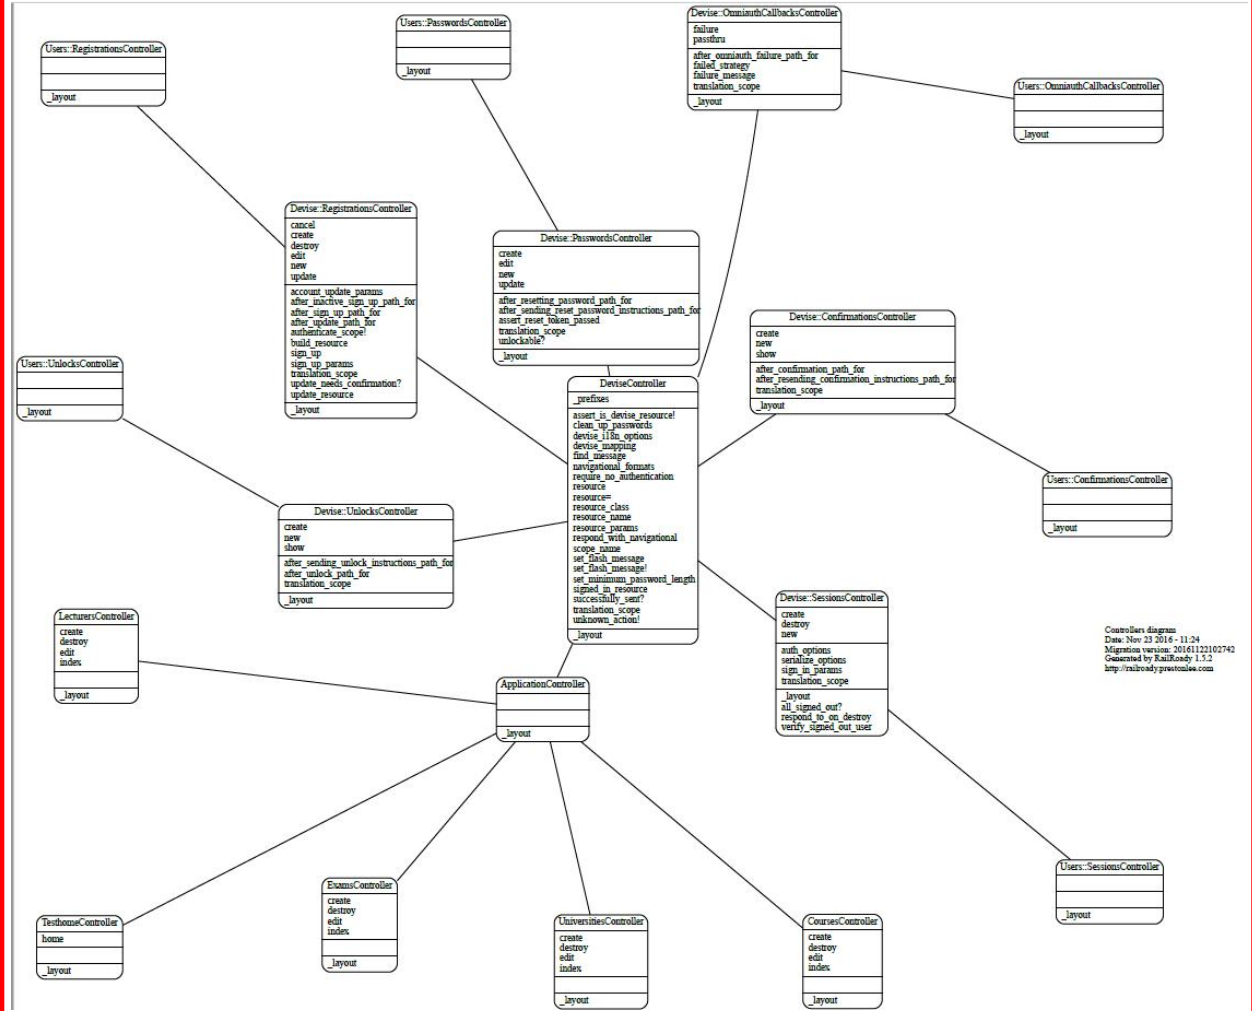 Users::RegistrationsController
_layout
Users::PasswordsController
_layout
Devise::OmniauthCallbacksController
failure
passthru
after_omniauth_failure_path_for
failed_strategy
failure_message
translation_scope
_layout
Users::OmniauthCallbacksController
_layout
Devise::RegistrationsController
cancel
create
destroy
edit
new
update
account_update_params
after_inactive_sign_up_path_for
after_sign_up_path_for
after_update_path_for
authenticate_scope!
build_resource
sign_up
sign_up_params
translation_scope
update_needs_confirmation?
update_resource
_layout
Devise::PasswordsController
create
edit
new
update
after_resetting_password_path_for
after_sending_reset_password_instructions_path_for
assert_reset_token_passed
translation_scope
unlockable?
_layout
Devise::ConfirmationsController
create
new
show
after_confirmation_path_for
after_resending_confirmation_instructions_path_for
translation_scope
_layout
Users::UnlocksController
_layout
DeviseController
_prefixes
assert_is_devise_resource!
clean_up_passwords
devise_i18n_options
devise_mapping
find_message
navigational_formats
require_no_authentication
resource
resource=
resource_class
resource_name
resource_params
respond_with_navigational
scope_name
set_flash_message
set_flash_message!
set_minimum_password_length
signed_in_resource
successfully_sent?
translation_scope
unknown_action!
_layout
Users::ConfirmationsController
_layout
Devise::UnlocksController
create
new
show
after_sending_unlock_instructions_path_for
after_unlock_path_for
translation_scope
_layout
Devise::SessionsController
create
destroy
new
auth_options
serialize_options
sign_in_params
translation_scope
_layout
all_signed_out?
respond_to_on_destroy
verify_signed_out_user
LecturersController
create
destroy
edit
index
_layout
Controllers diagram
Date: Nov 23 2016 - 11:24
Migration version: 20161122102742
Generated by RailRoady 1.5.2
http://railroady.prestonlee.com
ApplicationController
_layout
Users::SessionsController
_layout
ExamsController
create
destroy
edit
index
_layout
TesthomeController
home
_layout
UniversitiesController
create
destroy
edit
index
_layout
CoursesController
create
destroy
edit
index
_layout